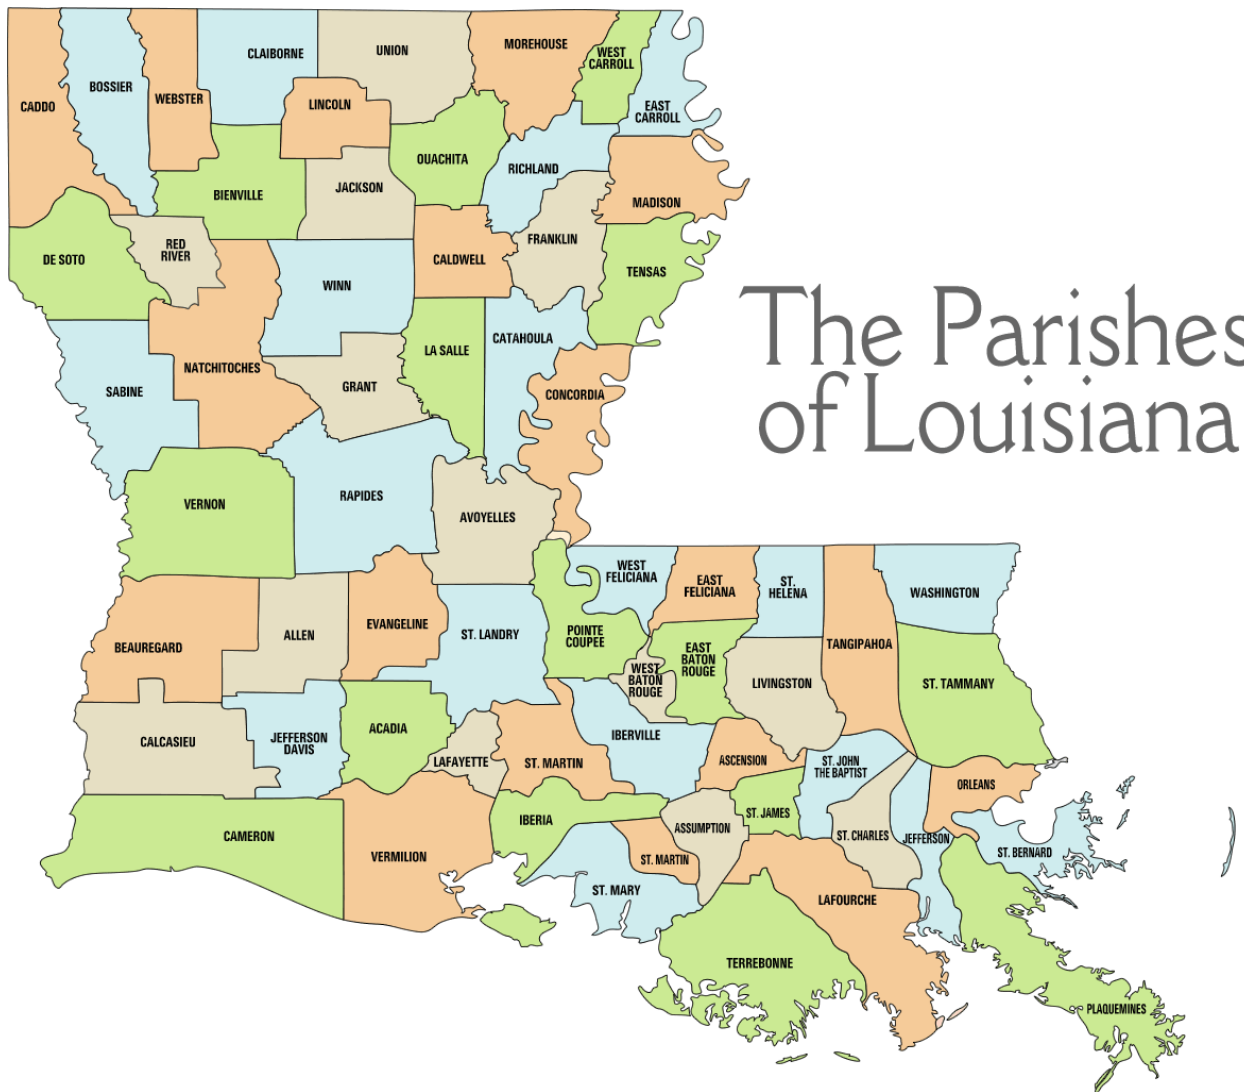 CLAIBORNE
UNION
MOREHOUSE
WEST
CARROLL
BOSSIER
WEBSTER
CADDO
LINCOLN
EAST
CARROLL
OUACHITA
RICHLAND
JACKSON
BIENVILLE
MADISON
RED
RIVER
FRANKLIN
DE SOTO
CALDWELL
TENSAS
WINN
The Parishes
of Louisiana
CATAHOULA
LA SALLE
NATCHITOCHES
GRANT
SABINE
CONCORDIA
RAPIDES
VERNON
AVOYELLES
WEST
FELICIANA
EAST
FELICIANA
ST.
HELENA
WASHINGTON
EVANGELINE
ALLEN
ST. LANDRY
POINTE
COUPEE
BEAUREGARD
TANGIPAHOA
EAST
BATON
ROUGE
WEST
BATON
ROUGE
LIVINGSTON
ST. TAMMANY
ACADIA
IBERVILLE
JEFFERSON
DAVIS
CALCASIEU
LAFAYETTE
ST. MARTIN
ASCENSION
ST. JOHN
THE BAPTIST
ORLEANS
ST. JAMES
IBERIA
ASSUMPTION
CAMERON
ST. CHARLES
JEFFERSON
ST. BERNARD
VERMILION
ST. MARTIN
ST. MARY
LAFOURCHE
TERREBONNE
PLAQUEMINES